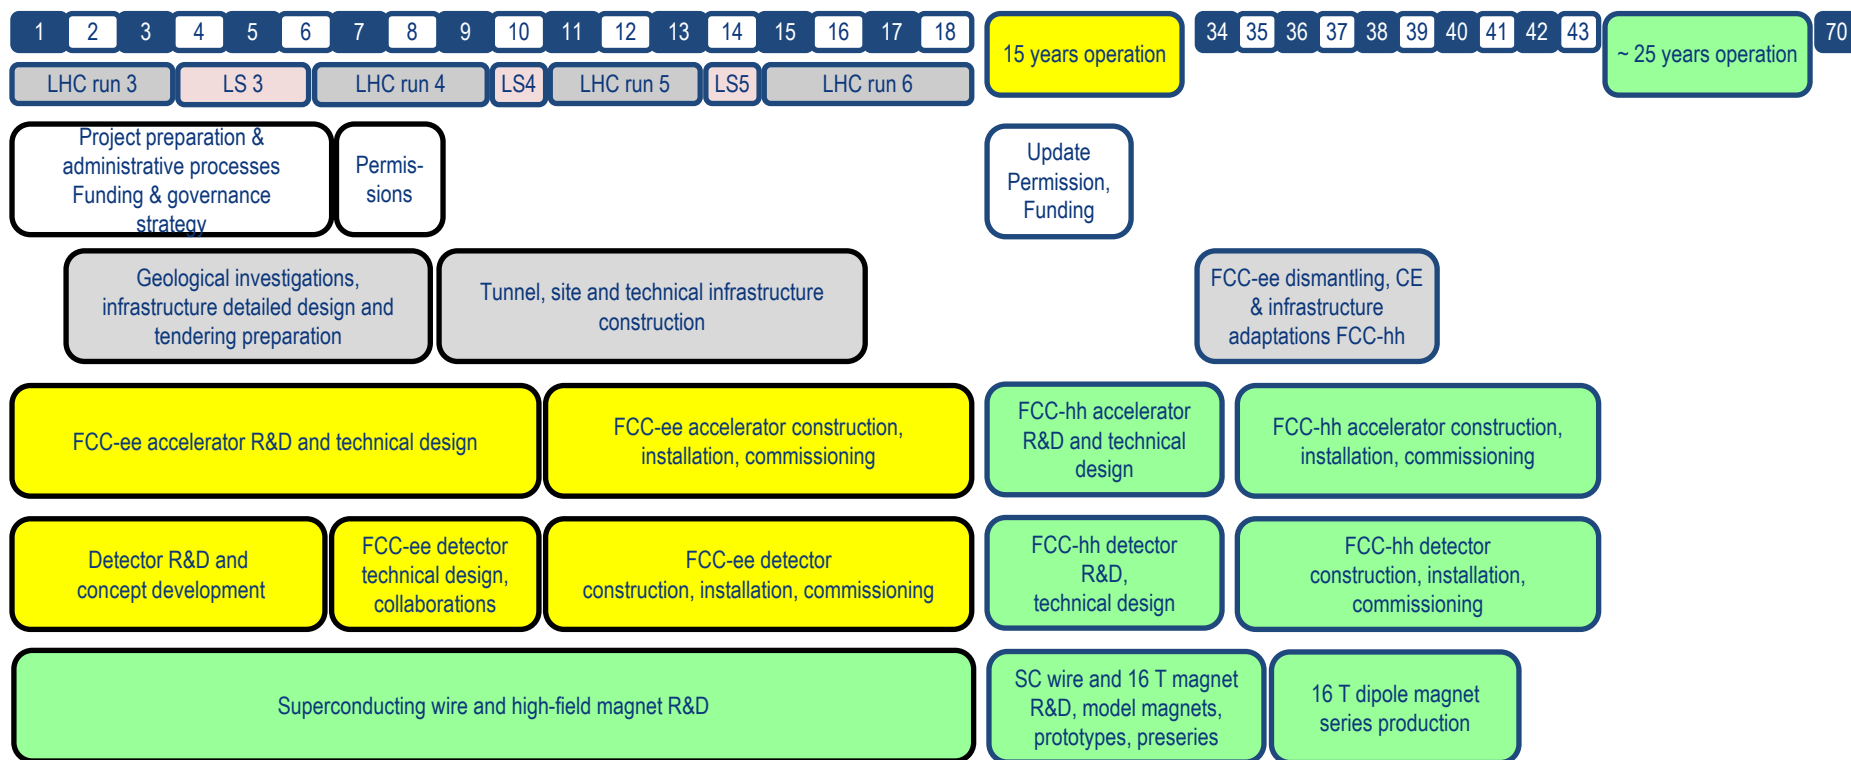 1 2 3 4 5 6 7 8 9 10 11 12 13 14 15 16 17 18
15 years operation
34 35 36 37 38 39 40 41 42 43
~ 25 years operation
70
LHC run 3
LS 3
LHC run 4
LS4
LHC run 5
LS5
LHC run 6
Project preparation &
administrative processes
Funding & governance
strategy
Permis-
sions
Update
Permission,
Funding
Geological investigations,
infrastructure detailed design and
tendering preparation
Tunnel, site and technical infrastructure
construction
FCC-ee dismantling, CE
& infrastructure
adaptations FCC-hh
FCC-ee accelerator R&D and technical design
FCC-ee accelerator construction,
installation, commissioning
FCC-hh accelerator
R&D and technical
design
FCC-hh accelerator construction,
installation, commissioning
Detector R&D and
concept development
FCC-ee detector
technical design,
collaborations
FCC-ee detector
construction, installation, commissioning
FCC-hh detector
R&D,
technical design
FCC-hh detector
construction, installation,
commissioning
Superconducting wire and high-field magnet R&D
SC wire and 16 T magnet
R&D, model magnets,
prototypes, preseries
16 T dipole magnet
series production